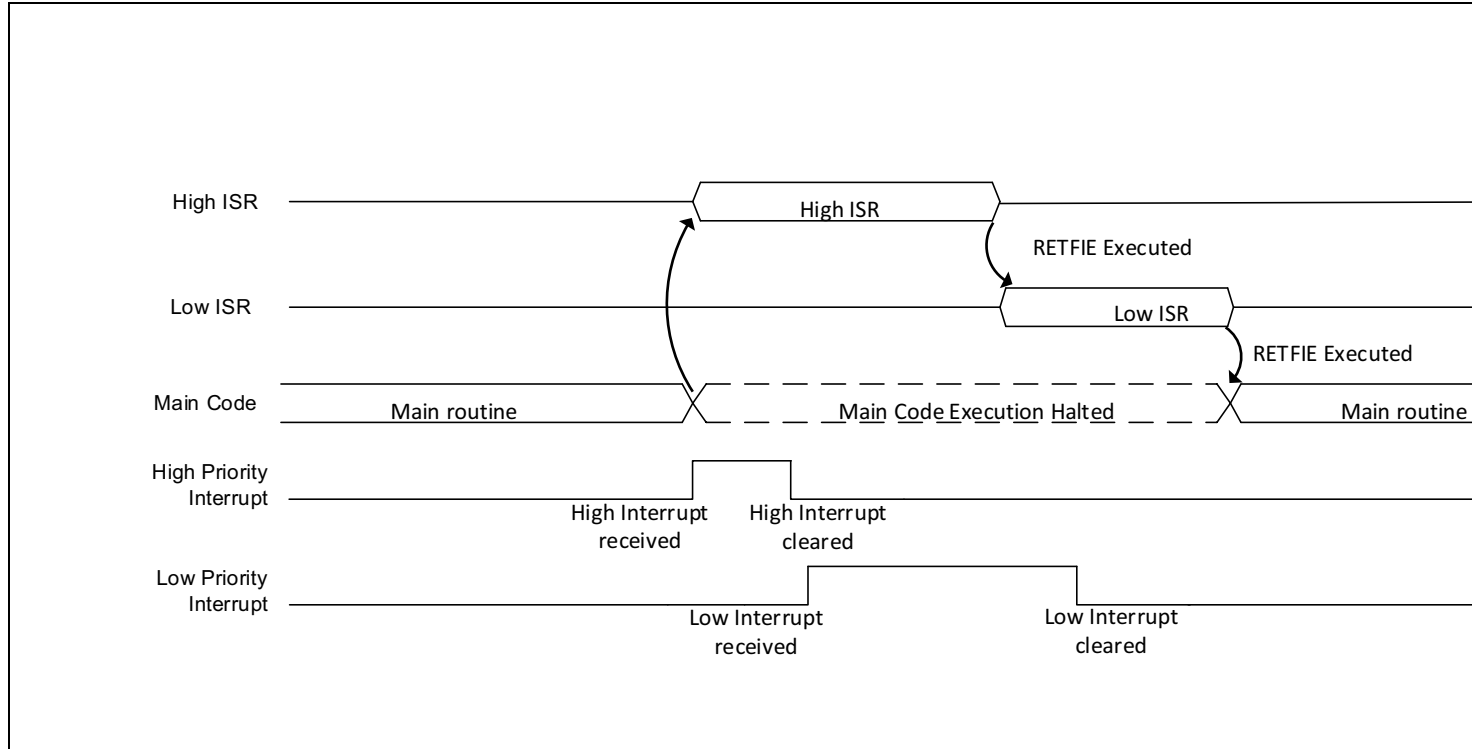 High ISR
High ISR
RETFIE Executed
Low ISR
Low ISR
RETFIE Executed
Main Code
Main routine
Main Code Execution Halted
Main routine
High Priority
Interrupt
High Interrupt
received
High Interrupt
cleared
Low Priority
Interrupt
Low Interrupt
received
Low Interrupt
cleared